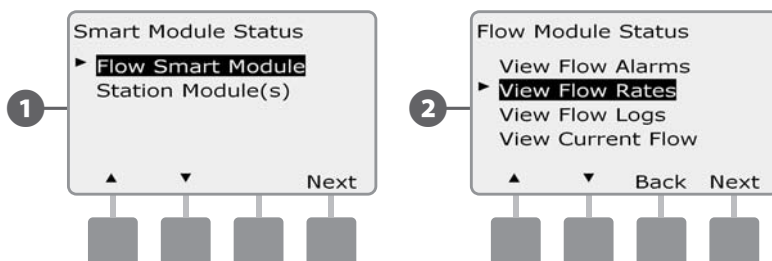 1
Smart Module Status
Flow Smart Module
Station Module(s)
Next
2
Flow Module Status
View Flow Alarms
View Flow Rates
View Flow Logs
View Current Flow
Back Next